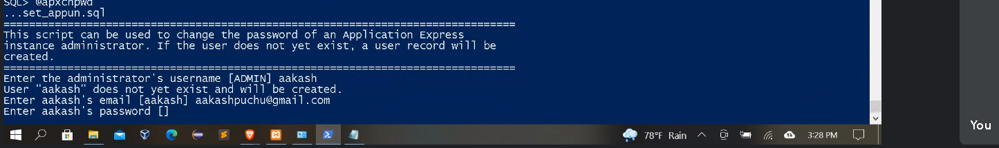 SQL> @apxchpwd
...set_appun.sql
================================================================================
This script can be used to change the password of an Application Express
instance administrator. If the user does not yet exist, a user record will be
created.
================================================================================
Enter the administrator's username [ADMIN] aakash
User "aakash" does not yet exist and will be created.
Enter aakash's email [aakash] aakashpuchu@gmail.com
Enter aakash's password []
78°F Rain
3:28 PM
You